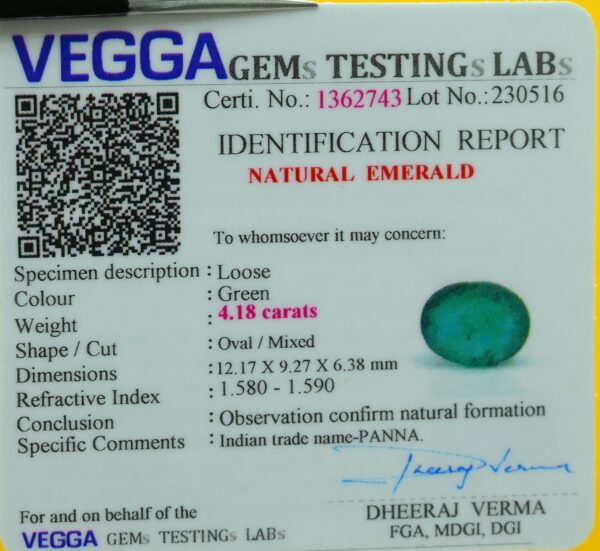 VEGGA GEMs TESTINGs LABs
Certi. No.: 1362743 Lot No.:230516
IDENTIFICATION REPORT
NATURAL EMERALD
To whomsoever it may concern:
Specimen description : Loose
Colour : Green
Weight : 4.18 carats
Shape / Cut : Oval / Mixed
Dimensions : 12.17 X 9.27 X 6.38 mm
Refractive Index : 1.580 - 1.590
Conclusion : Observation confirm natural formation
Specific Comments : Indian trade name-PANNA.
Dheeraj Verma
For and on behalf of the
VEGGA GEMs TESTINGs LABs
DHEERAJ VERMA
FGA, MDGI, DGI